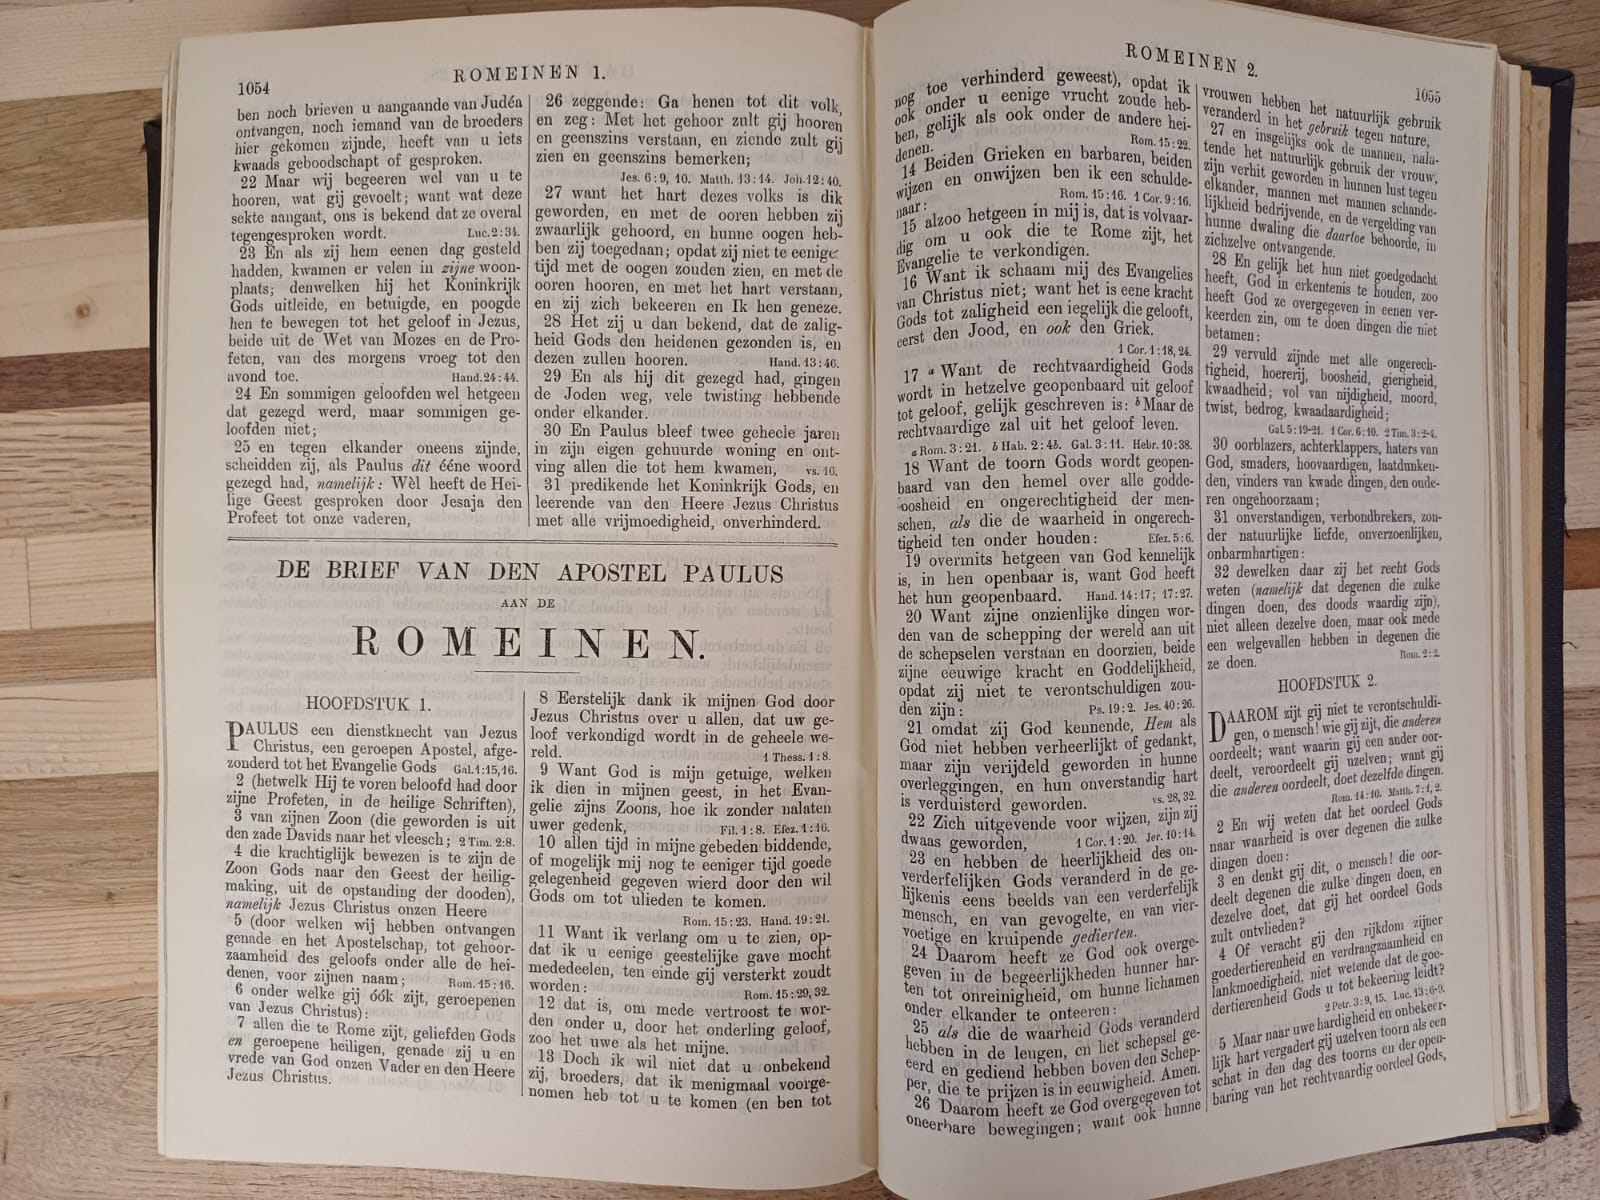 1054
ROMEINEN 1.
ben noch brieven u aangaande van Judéa
ontvangen, noch iemand van de broeders
hier gekomen zijnde, heeft van u iets
kwaads geboodschapt of gesproken.
22 Maar wij begeeren wel van u te
hooren, wat gij gevoelt; want wat deze
sekte aangaat, ons is bekend dat ze overal
tegengesproken wordt. Luc. 2:34.
23 En als zij hem eenen dag gesteld
hadden, kwamen er velen in zijne woon-
plaats; denwelken hij het Koninkrijk
Gods uitleide, en betuigde, en poogde
hen te bewegen tot het geloof in Jezus,
beide uit de Wet van Mozes en de Pro-
feten, van des morgens vroeg tot den
avond toe. Hand. 24:44.
24 En sommigen geloofden wel hetgeen
dat gezegd werd, maar sommigen ge-
loofden niet;
25 en tegen elkander oneens zijnde,
scheidden zij, als Paulus dit ééne woord
gezegd had, namelijk: Wèl heeft de Hei-
lige Geest gesproken door Jesaja den
Profeet tot onze vaderen,
26 zeggende: Ga henen tot dit volk,
en zeg: Met het gehoor zult gij hooren
en geenszins verstaan, en ziende zult gij
zien en geenszins bemerken;
Jes. 6:9, 10. Matth. 13:14. Joh. 12:40.
27 want het hart dezes volks is dik
geworden, en met de ooren hebben zij
zwaarlijk gehoord, en hunne oogen heb-
ben zij toegedaan; opdat zij niet te eenige
tijd met de oogen zouden zien, en met de
ooren hooren, en met het hart verstaan,
en zij zich bekeeren en Ik hen geneze.
28 Het zij u dan bekend, dat de zalig-
heid Gods den heidenen gezonden is, en
dezen zullen hooren. Hand. 13:46.
29 En als hij dit gezegd had, gingen
de Joden weg, vele twisting hebbende
onder elkander.
30 En Paulus bleef twee geheele jaren
in zijn eigen gehuurde woning en ont-
ving allen die tot hem kwamen, vs. 16.
31 predikende het Koninkrijk Gods, en
leerende van den Heere Jezus Christus
met alle vrijmoedigheid, onverhinderd.
DE BRIEF VAN DEN APOSTEL PAULUS
AAN DE
ROMEINEN.
HOOFDSTUK 1.
PAULUS een dienstknecht van Jezus
Christus, een geroepen Apostel, afge-
zonderd tot het Evangelie Gods Gal. 1:15,16.
2 (hetwelk Hij te voren beloofd had door
zijne Profeten, in de heilige Schriften),
3 van zijnen Zoon (die geworden is uit
den zade Davids naar het vleesch; 2 Tim. 2:8.
4 die krachtiglijk bewezen is te zijn de
Zoon Gods naar den Geest der heilig-
making, uit de opstanding der dooden),
namelijk Jezus Christus onzen Heere
5 (door welken wij hebben ontvangen
genade en het Apostelschap, tot gehoor-
zaamheid des geloofs onder alle de hei-
denen, voor zijnen naam; Rom. 15:16.
6 onder welke gij óók zijt, geroepenen
van Jezus Christus):
7 allen die te Rome zijt, geliefden Gods
en geroepene heiligen, genade zij u en
vrede van God onzen Vader en den Heere
Jezus Christus.
8 Eerstelijk dank ik mijnen God door
Jezus Christus over u allen, dat uw ge-
loof verkondigd wordt in de geheele we-
reld. 1 Thess. 1:8.
9 Want God is mijn getuige, welken
ik dien in mijnen geest, in het Evan-
gelie zijns Zoons, hoe ik zonder nalaten
uwer gedenk, Fil. 1:8. Efez. 1:16.
10 allen tijd in mijne gebeden biddende,
of mogelijk mij nog te eeniger tijd goede
gelegenheid gegeven wierd door den wil
Gods om tot ulieden te komen.
Rom. 15:23. Hand. 19:21.
11 Want ik verlang om u te zien, op-
dat ik u eenige geestelijke gave mocht
mededeelen, ten einde gij versterkt zoudt
worden: Rom. 15:29, 32.
12 dat is, om mede vertroost te wor-
den onder u, door het onderling geloof,
zoo het uwe als het mijne.
13 Doch ik wil niet dat u onbekend
zij, broeders, dat ik menigmaal voorge-
nomen heb tot u te komen (en ben tot
ROMEINEN 2.
1055
nog toe verhinderd geweest), opdat ik
ook onder u eenige vrucht zoude heb-
ben, gelijk als ook onder de andere hei-
denen. Rom. 15:22.
14 Beiden Grieken en barbaren, beiden
wijzen en onwijzen ben ik een schulde-
naar: Rom. 15:16. 1 Cor. 9:16.
15 alzoo hetgeen in mij is, dat is volvaar-
dig om u ook die te Rome zijt, het
Evangelie te verkondigen.
16 Want ik schaam mij des Evangelies
van Christus niet; want het is eene kracht
Gods tot zaligheid een iegelijk die gelooft,
eerst den Jood, en ook den Griek.
1 Cor. 1:18, 24.
17 a Want de rechtvaardigheid Gods
wordt in hetzelve geopenbaard uit geloof
tot geloof, gelijk geschreven is: b Maar de
rechtvaardige zal uit het geloof leven.
a Rom. 3:21. b Hab. 2:4b. Gal. 3:11. Hebr. 10:38.
18 Want de toorn Gods wordt geopen-
baard van den hemel over alle godde-
loosheid en ongerechtigheid der men-
schen, als die de waarheid in ongerech-
tigheid ten onder houden: Efez. 5:6.
19 overmits hetgeen van God kennelijk
is, in hen openbaar is, want God heeft
het hun geopenbaard. Hand. 14:17; 17:27.
20 Want zijne onzienlijke dingen wor-
den van de schepping der wereld aan uit
de schepselen verstaan en doorzien, beide
zijne eeuwige kracht en Goddelijkheid,
opdat zij niet te verontschuldigen zou-
den zijn: Ps. 19:2. Jes. 40:26.
21 omdat zij God kennende, Hem als
God niet hebben verheerlijkt of gedankt,
maar zijn verijdeld geworden in hunne
overleggingen, en hun onverstandig hart
is verduisterd geworden. vs. 28, 32.
22 Zich uitgevende voor wijzen, zijn zij
dwaas geworden, 1 Cor. 1:20. Jer. 10:14.
23 en hebben de heerlijkheid des on-
verderfelijken Gods veranderd in de ge-
lijkenis eens beelds van een verderfelijk
mensch, en van gevogelte, en van vier-
voetige en kruipende gedierten.
24 Daarom heeft ze God ook overge-
geven in de begeerlijkheden hunner har-
ten tot onreinigheid, om hunne lichamen
onder elkander te onteeren:
25 als die de waarheid Gods veranderd
hebben in de leugen, en het schepsel ge-
eerd en gediend hebben boven den Schep-
per, die te prijzen is in eeuwigheid. Amen.
26 Daarom heeft ze God overgegeven tot
oneerbare bewegingen; want ook hunne
vrouwen hebben het natuurlijk gebruik
veranderd in het gebruik tegen nature,
27 en insgelijks ook de mannen, nala-
tende het natuurlijk gebruik der vrouw,
zijn verhit geworden in hunnen lust tegen
elkander, mannen met mannen schande-
lijkheid bedrijvende, en de vergelding van
hunne dwaling die daartoe behoorde, in
zichzelve ontvangende.
28 En gelijk het hun niet goedgedacht
heeft, God in erkentenis te houden, zoo
heeft God ze overgegeven in eenen ver-
keerden zin, om te doen dingen die niet
betamen:
29 vervuld zijnde met alle ongerech-
tigheid, hoererij, boosheid, gierigheid,
kwaadheid; vol van nijdigheid, moord,
twist, bedrog, kwaadaardigheid;
Gal. 5:19-21. 1 Cor. 6:10. 2 Tim. 3:2-4.
30 oorblazers, achterklappers, haters van
God, smaders, hoovaardigen, laatdunken-
den, vinders van kwade dingen, den oude-
ren ongehoorzaam;
31 onverstandigen, verbondbrekers, zon-
der natuurlijke liefde, onverzoenlijken,
onbarmhartigen:
32 dewelken daar zij het recht Gods
weten (namelijk dat degenen die zulke
dingen doen, des doods waardig zijn),
niet alleen dezelve doen, maar ook mede
een welgevallen hebben in degenen die
ze doen. Rom. 2:2.
HOOFDSTUK 2.
DAAROM zijt gij niet te verontschuldi-
gen, o mensch! wie gij zijt, die anderen
oordeelt; want waarin gij een ander oor-
deelt, veroordeelt gij uzelven; want gij
die anderen oordeelt, doet dezelfde dingen.
Rom. 14:10. Matth. 7:1, 2.
2 En wij weten dat het oordeel Gods
naar waarheid is over degenen die zulke
dingen doen:
3 en denkt gij dit, o mensch! die oor-
deelt degenen die zulke dingen doen, en
dezelve doet, dat gij het oordeel Gods
zult ontvlieden?
4 Of veracht gij den rijkdom zijner
goedertierenheid en verdraagzaamheid en
lankmoedigheid, niet wetende dat de goe-
dertierenheid Gods u tot bekeering leidt?
2 Petr. 3:9, 15. Luc. 13:6-9.
5 Maar naar uwe hardigheid en onbekeer-
lijk hart vergadert gij uzelven toorn als een
schat in den dag des toorns en der open-
baring van het rechtvaardig oordeel Gods,